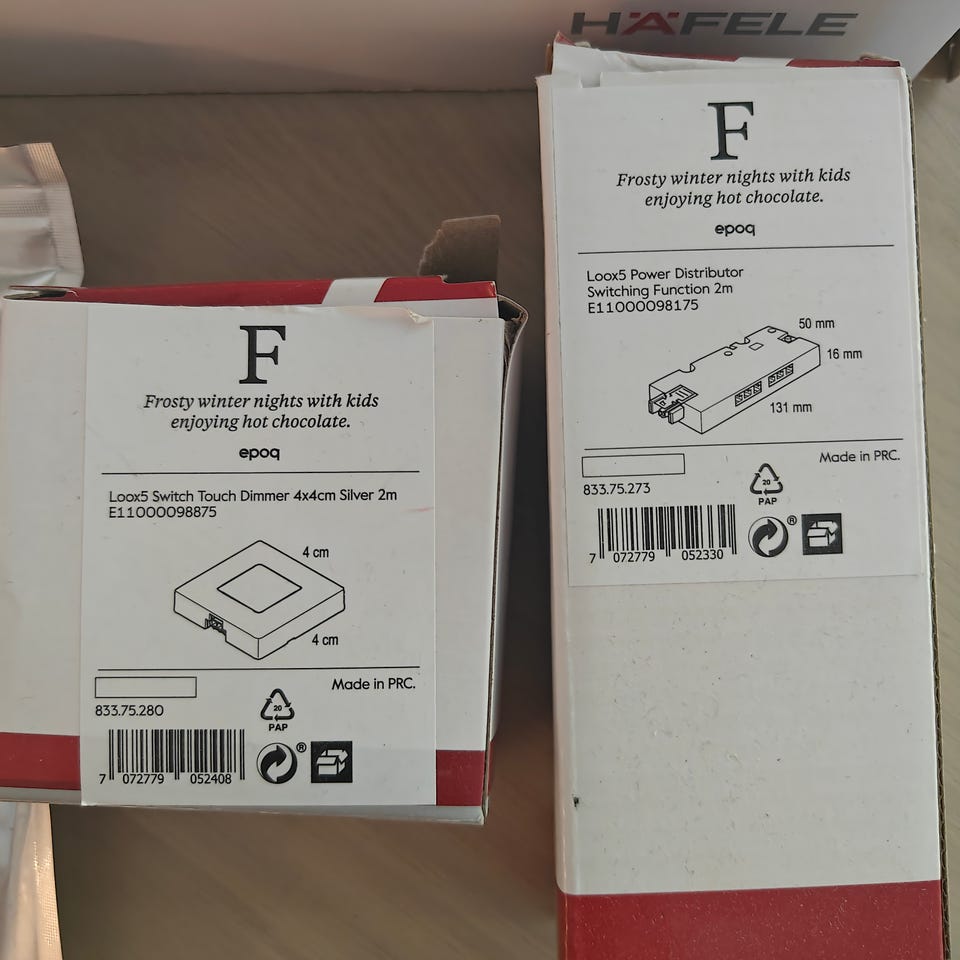 HÄFELE
F
Frosty winter nights with kids
enjoying hot chocolate.
epoq
Loox5 Switch Touch Dimmer 4x4cm Silver 2m
E11000098875
4 cm
4 cm
Made in PRC.
833.75.280
20
PAP
®
7 072779 052408
F
Frosty winter nights with kids
enjoying hot chocolate.
epoq
Loox5 Power Distributor
Switching Function 2m
E11000098175
50 mm
16 mm
131 mm
Made in PRC.
833.75.273
20
PAP
®
7 072779 052330